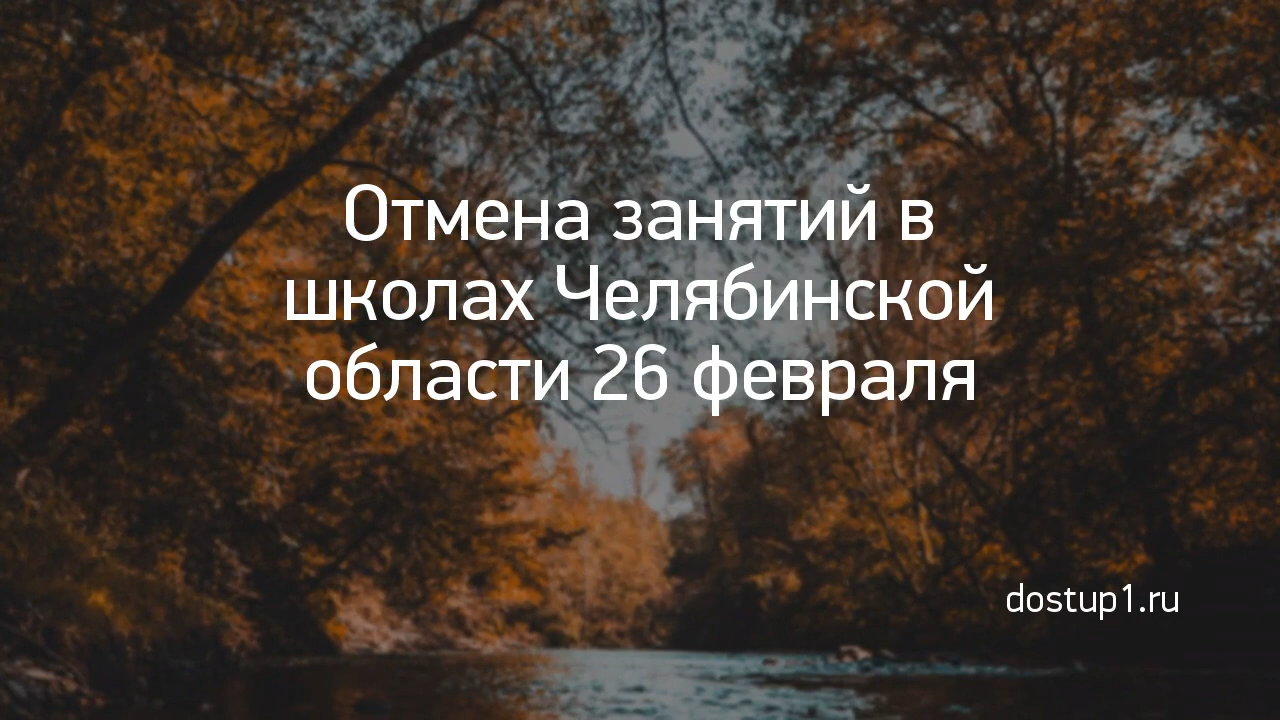 Отмена занятий в
школах Челябинской
области 26 февраля
dostup1.ru